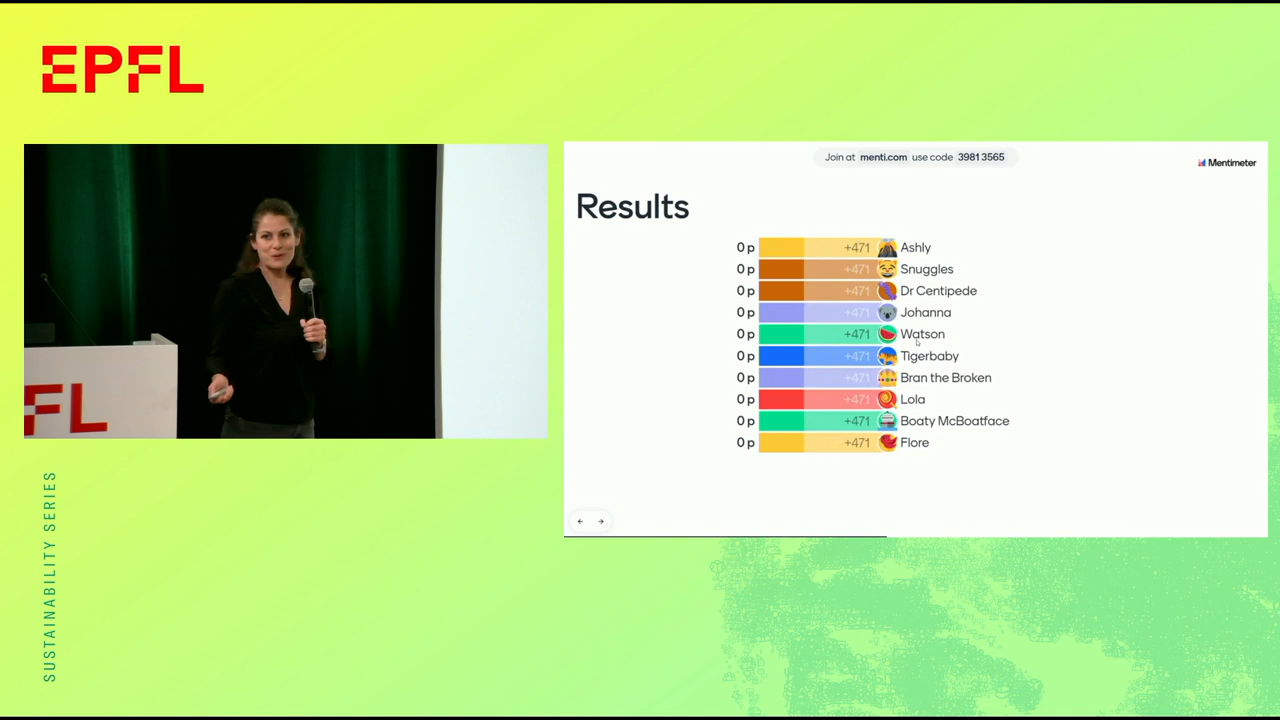 EPFL
Join at menti.com use code 3981 3565
Mentimeter
Results
0 p +471 Ashly
0 p +471 Snuggles
0 p +471 Dr Centipede
0 p +471 Johanna
0 p +471 Watson
0 p +471 Tigerbaby
0 p +471 Bran the Broken
0 p +471 Lola
0 p +471 Boaty McBoatface
0 p +471 Flore
FL
SUSTAINABILITY SERIES